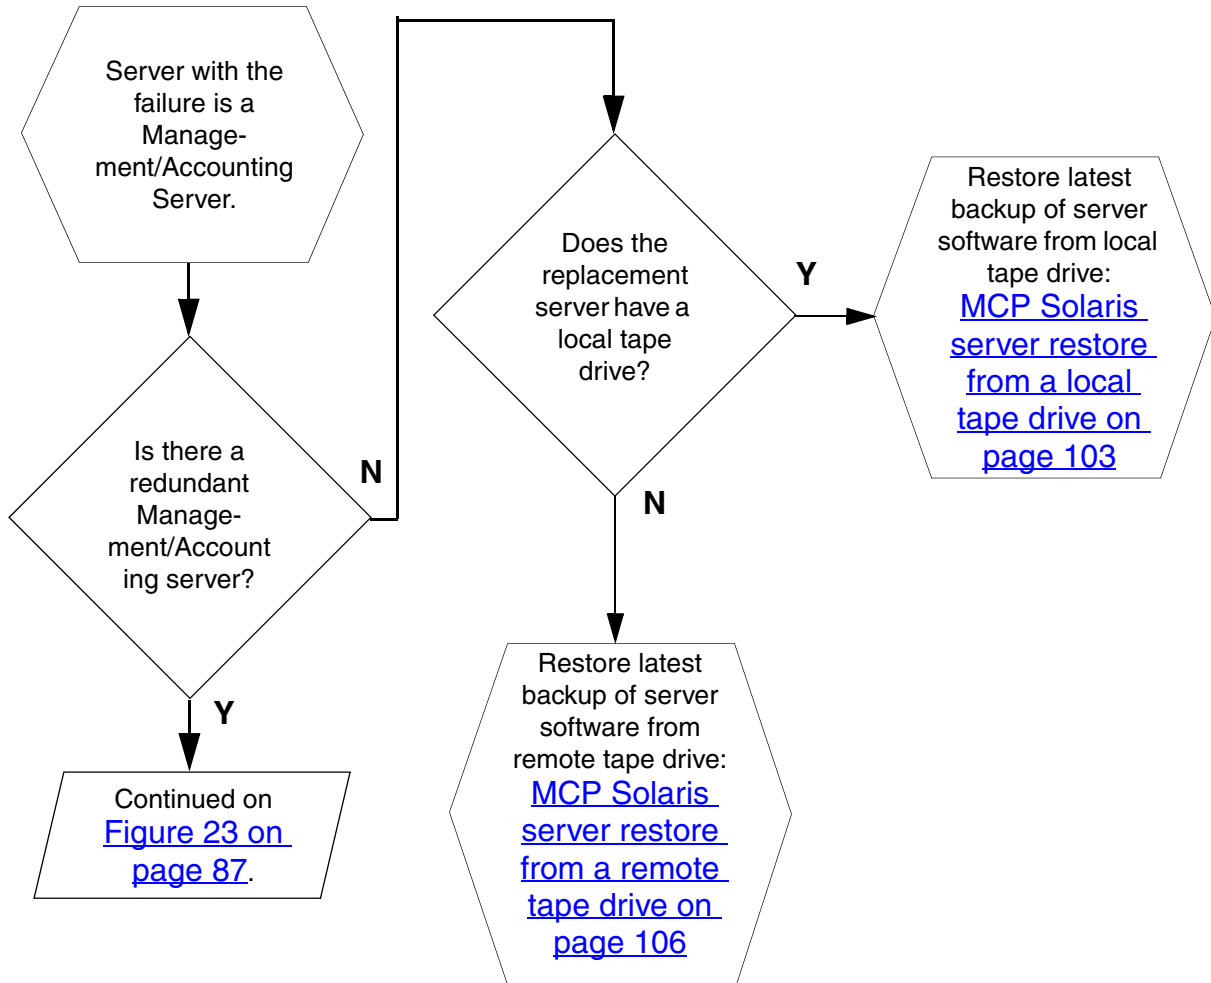 Server with the
failure is a
Manage-
ment/Accounting
Server.
Is there a
redundant
Manage-
ment/Account
ing server?
N
Y
Continued on
Figure 23 on
page 87.
Does the
replacement
server have a
local tape
drive?
Y
N
Restore latest
backup of server
software from local
tape drive:
MCP Solaris
server restore
from a local
tape drive on
page 103
Restore latest
backup of server
software from
remote tape drive:
MCP Solaris
server restore
from a remote
tape drive on
page 106